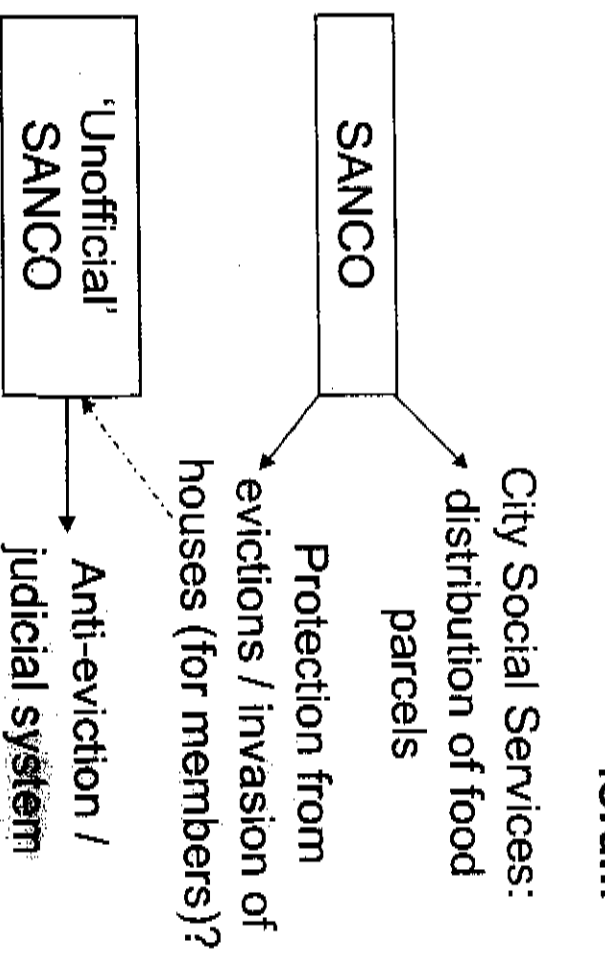 SANCO
City Social Services:
distribution of food
parcels
Protection from
evictions / invasion of
houses (for members)?
'Unofficial'
SANCO
Anti-eviction /
judicial system